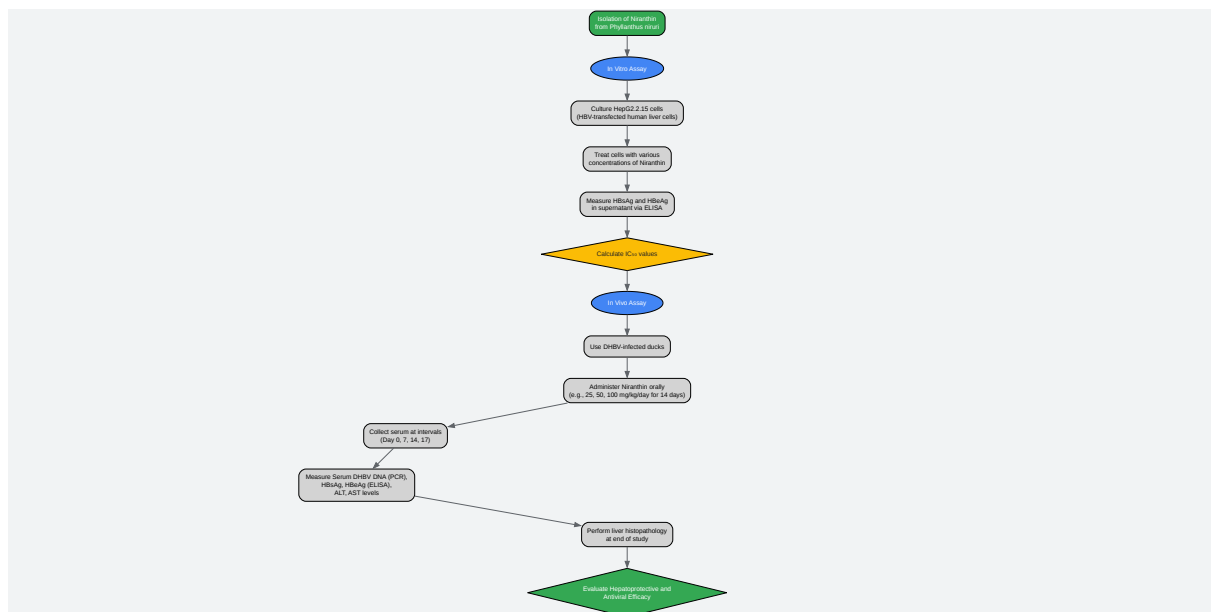 Isolation of Niranthin
from Phyllanthus niruri
In Vitro Assay
Culture HepG2.2.15 cells
(HBV-transfected human liver cells)
Treat cells with various
concentrations of Niranthin
Measure HBsAg and HBeAg
in supernatant via ELISA
Calculate IC₅₀ values
In Vivo Assay
Use DHBV-infected ducks
Administer Niranthin orally
(e.g., 25, 50, 100 mg/kg/day for 14 days)
Collect serum at intervals
(Day 0, 7, 14, 17)
Measure Serum DHBV DNA (PCR),
HBsAg, HBeAg (ELISA),
ALT, AST levels
Perform liver histopathology
at end of study
Evaluate Hepatoprotective and
Antiviral Efficacy